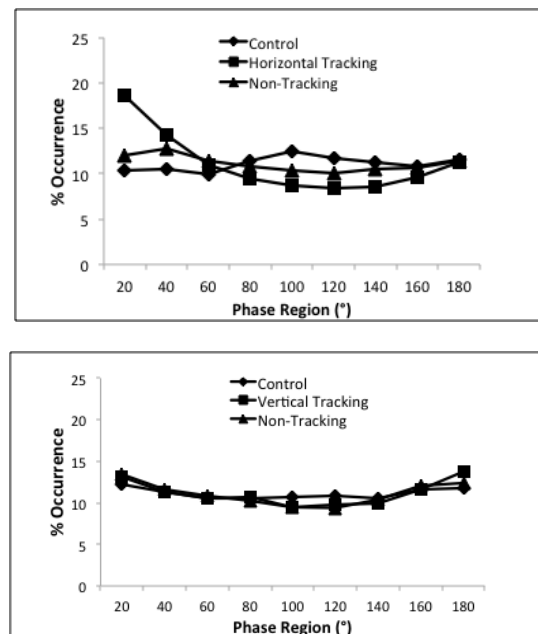 25
20
15
10
5
0
% Occurrence
Control
Horizontal Tracking
Non-Tracking
20 40 60 80 100 120 140 160 180
Phase Region (°)
25
20
15
10
5
0
% Occurrence
Control
Vertical Tracking
Non-Tracking
20 40 60 80 100 120 140 160 180
Phase Region (°)